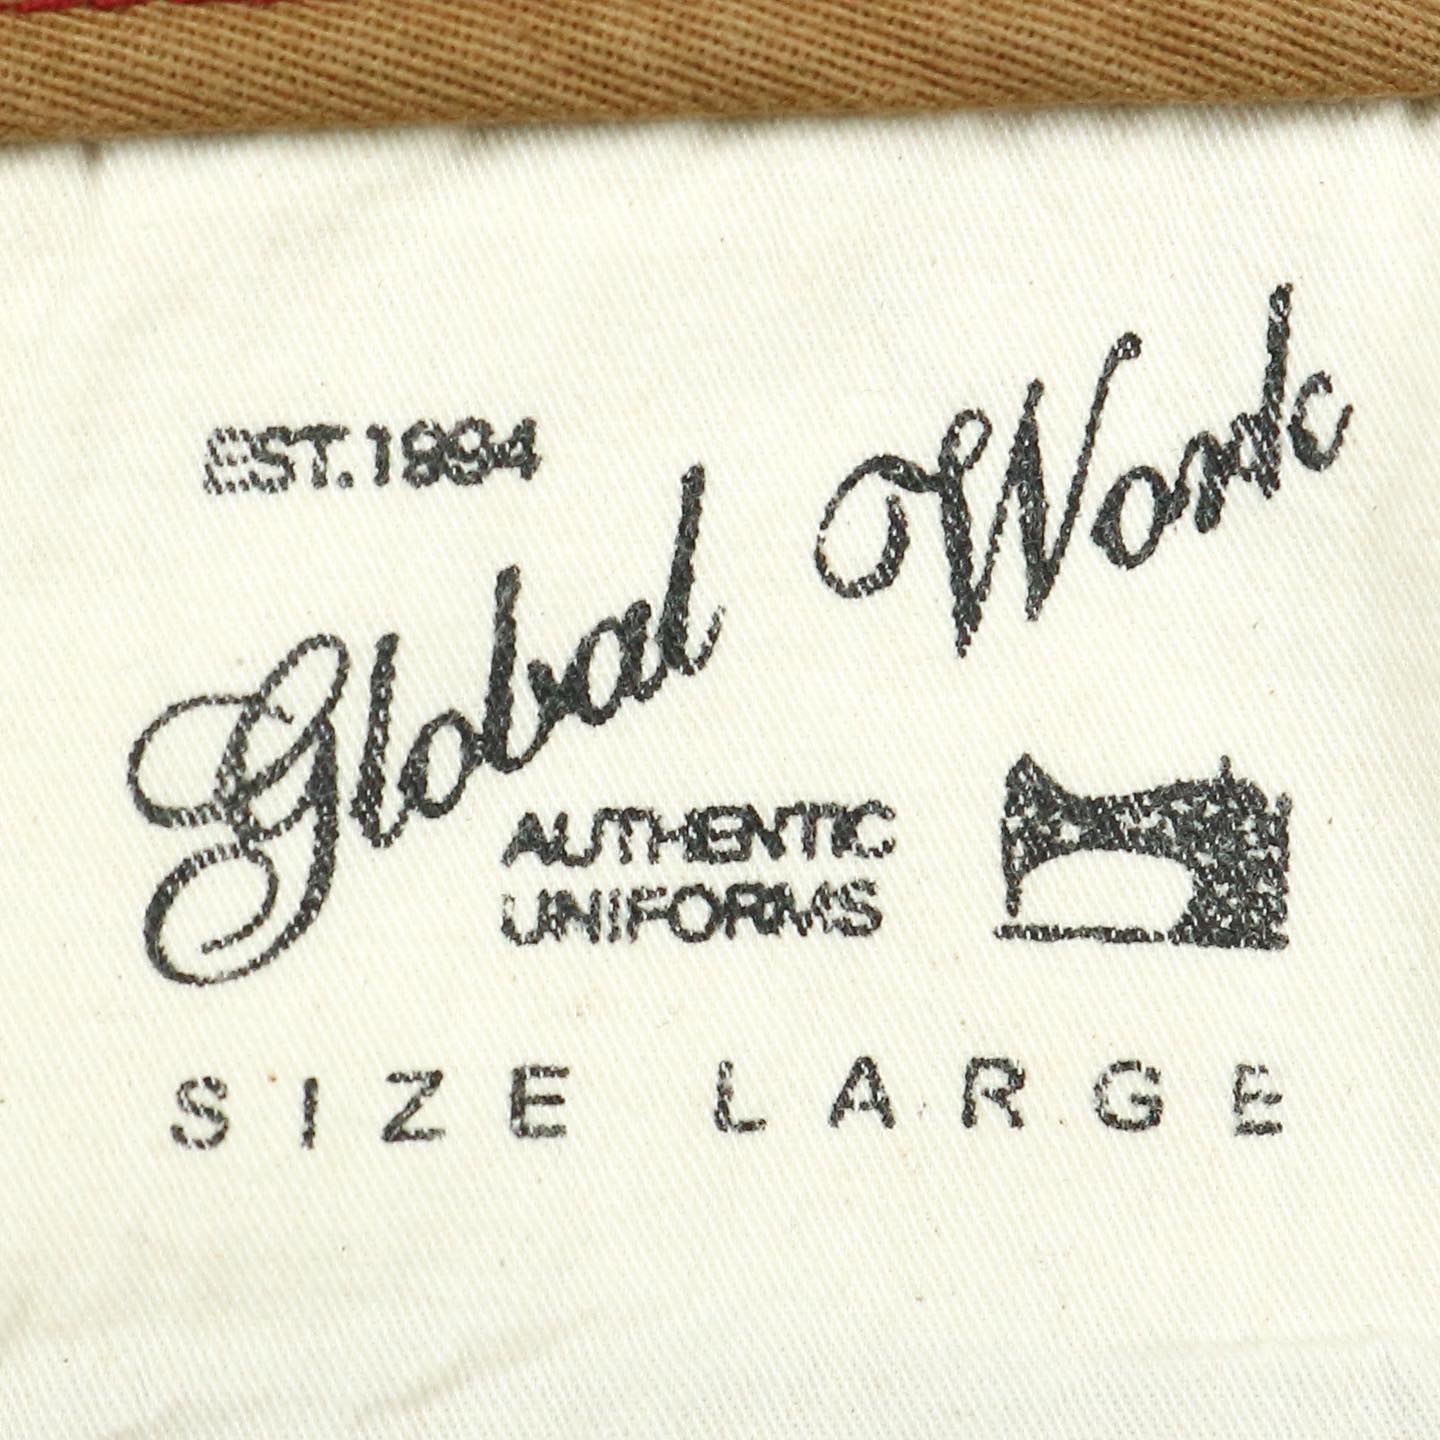 EST.1994
Global Work
AUTHENTIC
UNIFORMS
SIZE LARGE